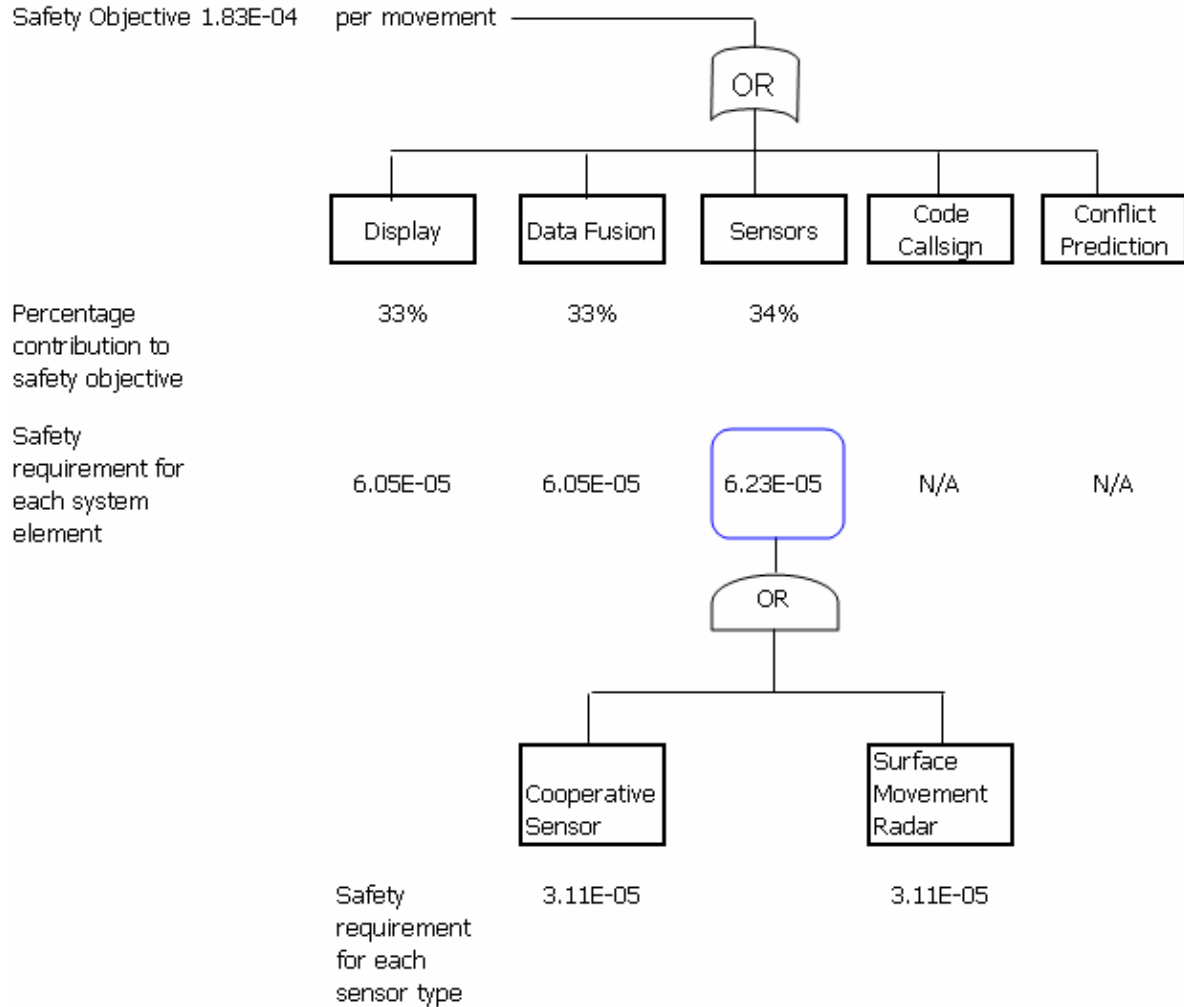 Safety Objective 1.83E-04 per movement
OR
Display
Data Fusion
Sensors
Code
Callsign
Conflict
Prediction
Percentage
contribution to
safety objective
33% 33% 34%
Safety
requirement for
each system
element
6.05E-05 6.05E-05 6.23E-05 N/A N/A
OR
Cooperative
Sensor
Surface
Movement
Radar
Safety
requirement
for each
sensor type
3.11E-05 3.11E-05